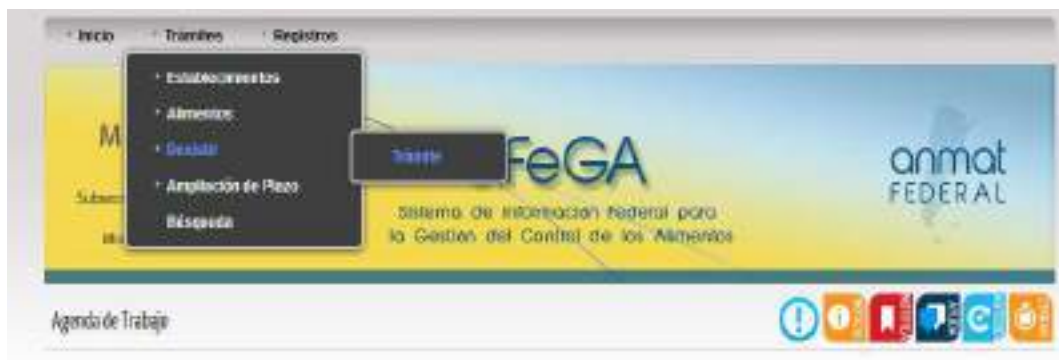 Inicio Trámites Registros
Establecimientos
Alimentos
Desistir Trámite
Ampliación de Plazo
Búsqueda
FeGA
Sistema de Información Federal para
la Gestión del Control de los Alimentos
anmat
FEDERAL
Agenda de Trabajo